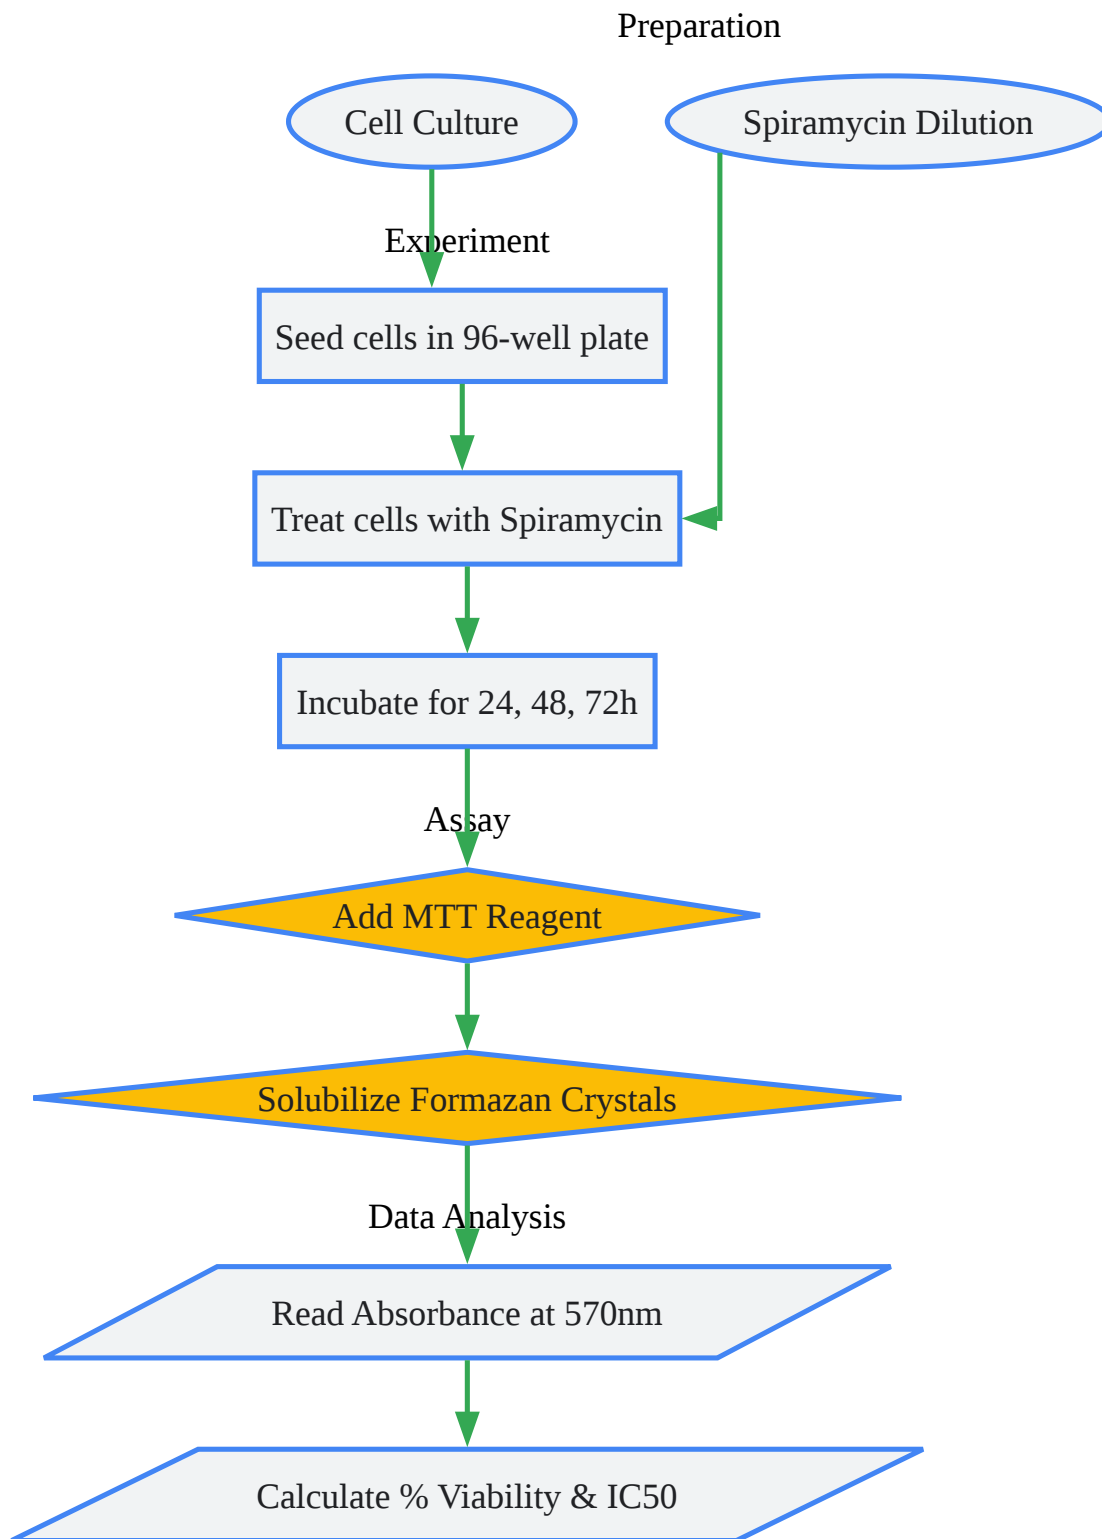 Preparation
Cell Culture
Spiramycin Dilution
Experiment
Seed cells in 96-well plate
Treat cells with Spiramycin
Incubate for 24, 48, 72h
Assay
Add MTT Reagent
Solubilize Formazan Crystals
Data Analysis
Read Absorbance at 570nm
Calculate % Viability & IC50